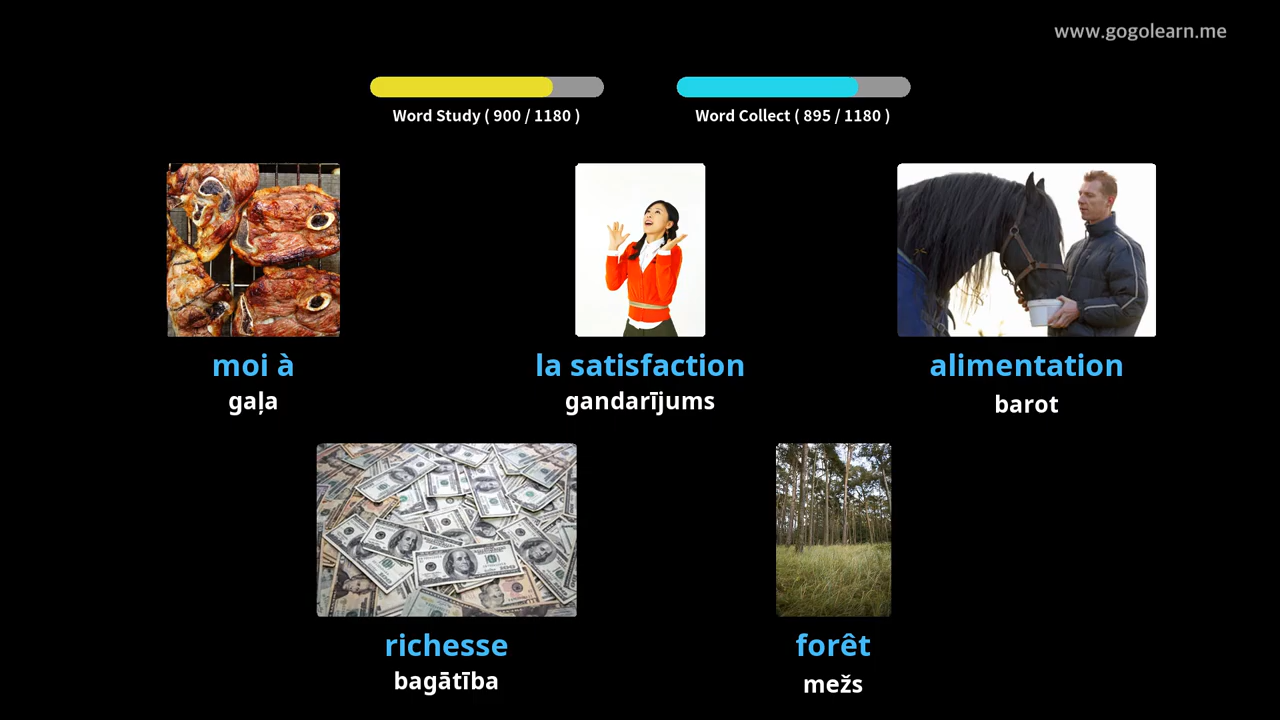 www.gogolearn.me
Word Study ( 900 / 1180 )
Word Collect ( 895 / 1180 )
moi à
gaļa
la satisfaction
gandarījums
alimentation
barot
richesse
bagātība
forêt
mežs